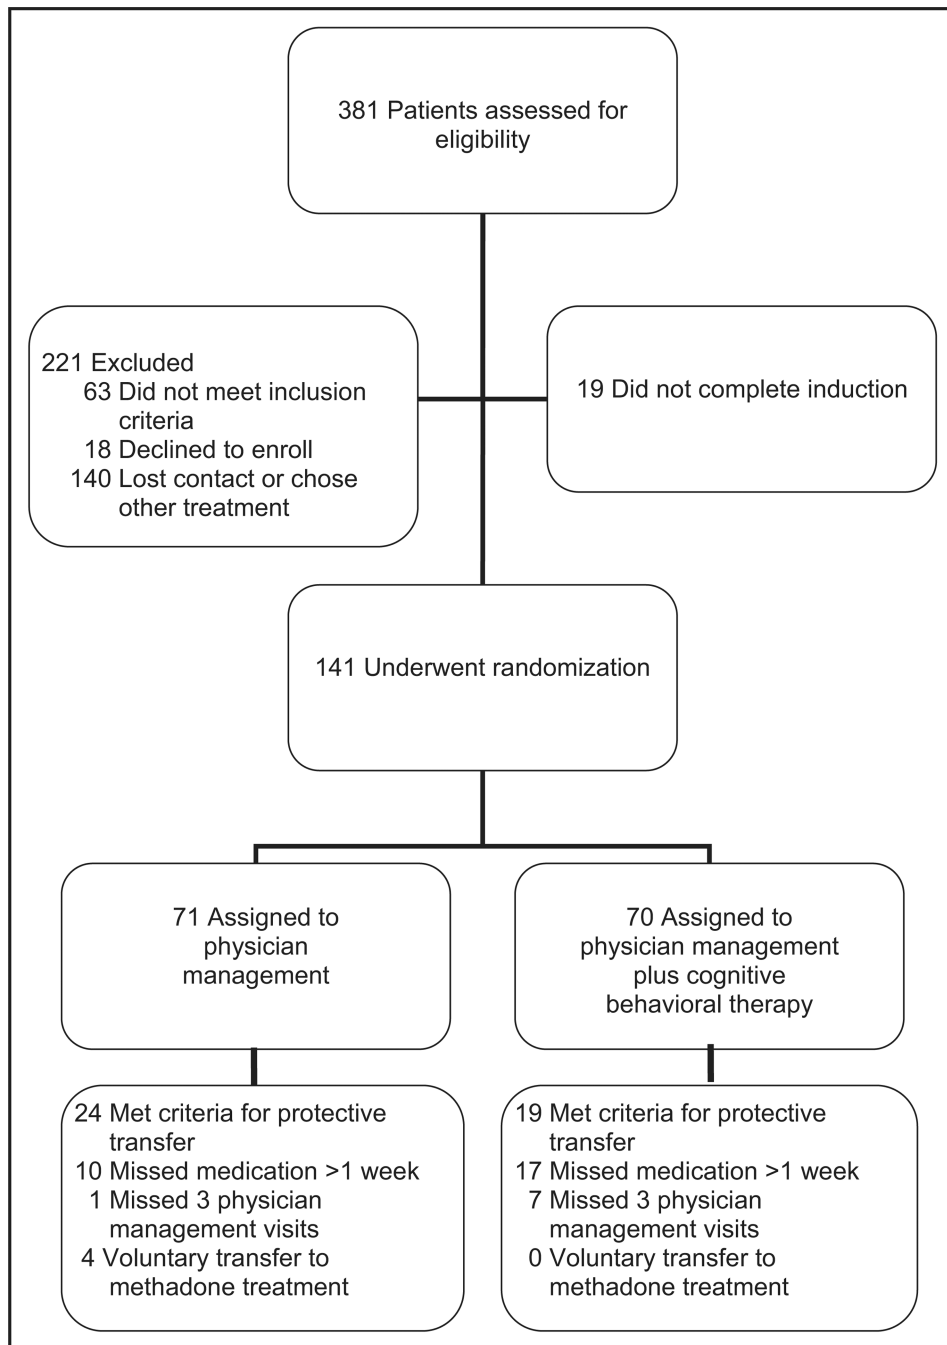 381 Patients assessed for
eligibility
221 Excluded
63 Did not meet inclusion
criteria
18 Declined to enroll
140 Lost contact or chose
other treatment
19 Did not complete induction
141 Underwent randomization
71 Assigned to
physician
management
70 Assigned to
physician management
plus cognitive
behavioral therapy
24 Met criteria for protective
transfer
10 Missed medication >1 week
1 Missed 3 physician
management visits
4 Voluntary transfer to
methadone treatment
19 Met criteria for protective
transfer
17 Missed medication >1 week
7 Missed 3 physician
management visits
0 Voluntary transfer to
methadone treatment